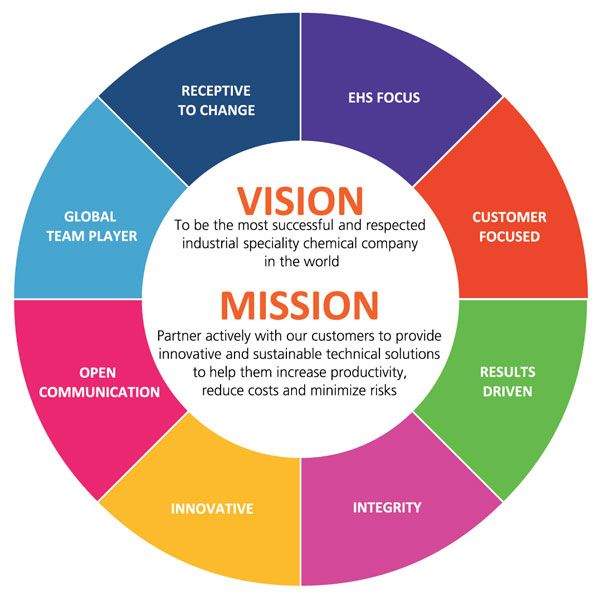 RECEPTIVE
TO CHANGE
EHS FOCUS
GLOBAL
TEAM PLAYER
CUSTOMER
FOCUSED
VISION
To be the most successful and respected
industrial speciality chemical company
in the world
MISSION
Partner actively with our customers to provide
innovative and sustainable technical solutions
to help them increase productivity,
reduce costs and minimize risks
OPEN
COMMUNICATION
RESULTS
DRIVEN
INNOVATIVE
INTEGRITY